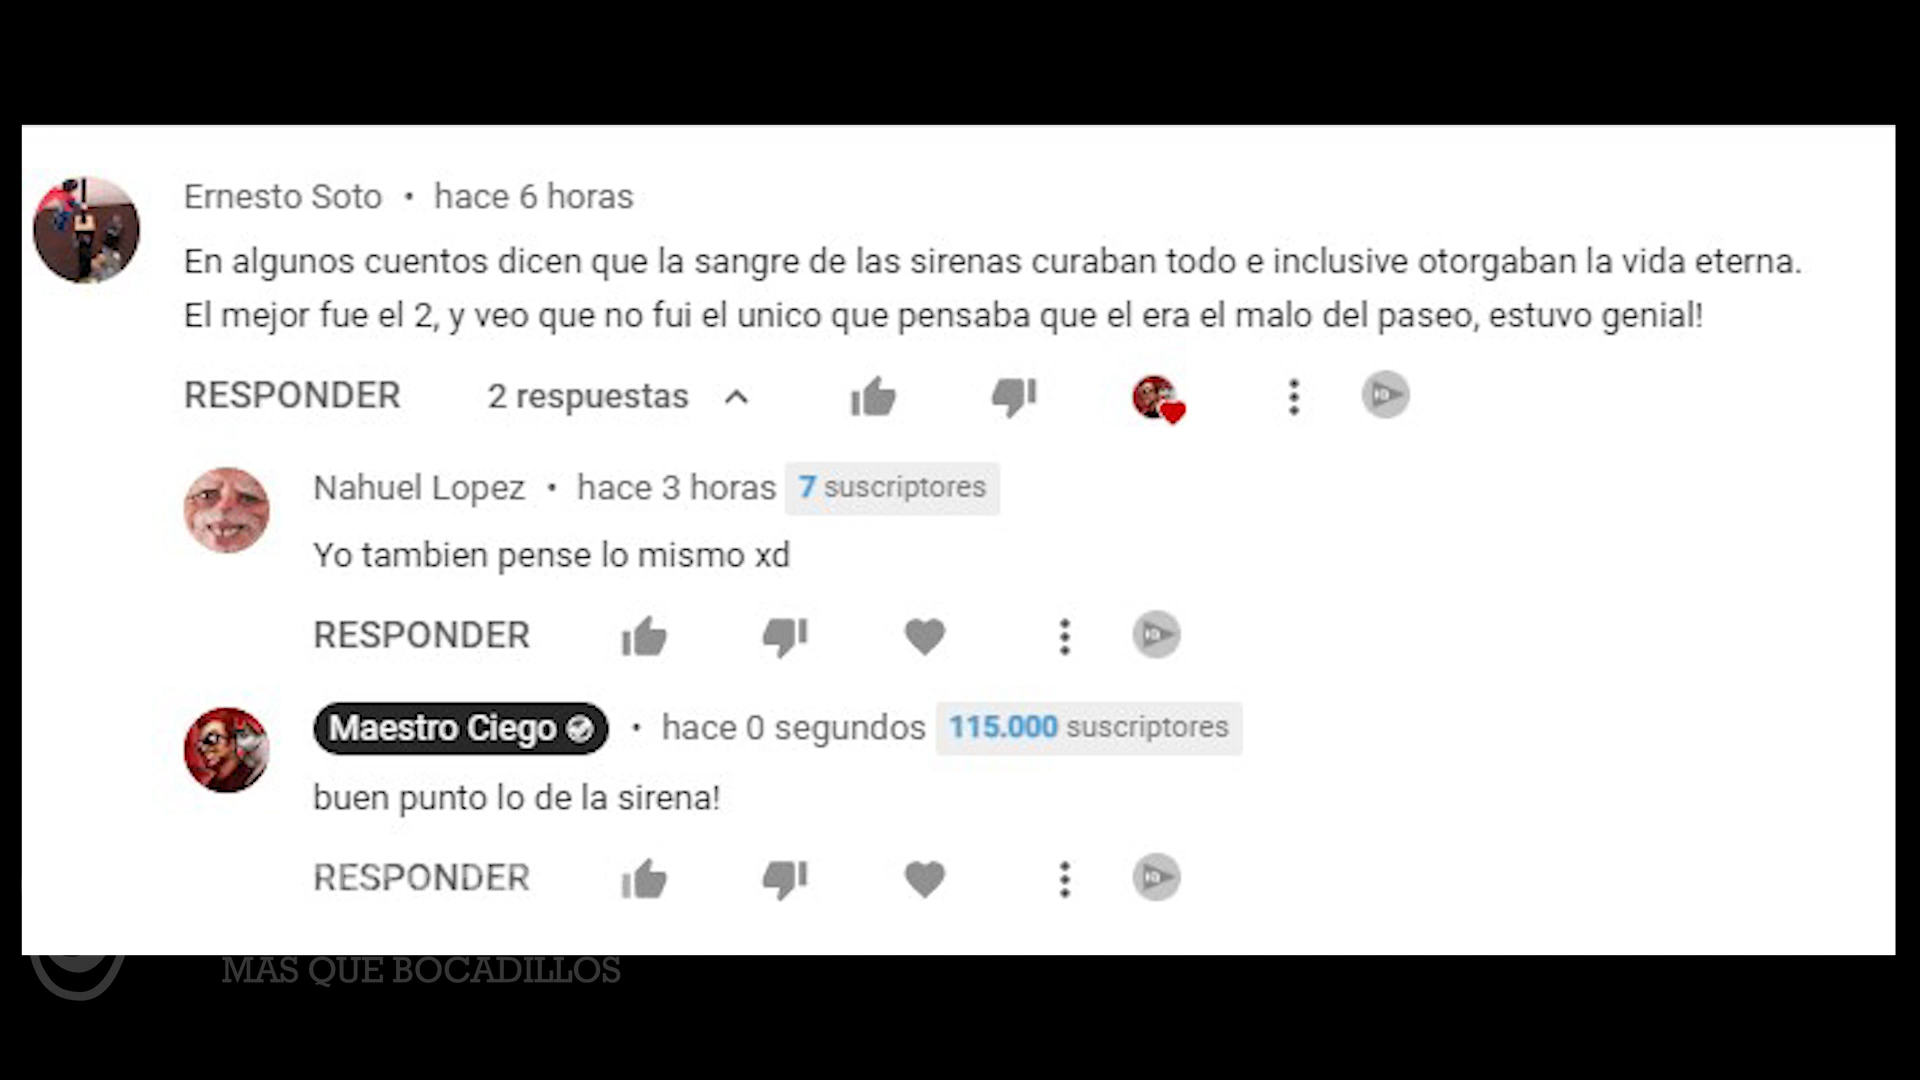 Ernesto Soto • hace 6 horas
En algunos cuentos dicen que la sangre de las sirenas curaban todo e inclusive otorgaban la vida eterna.
El mejor fue el 2, y veo que no fui el unico que pensaba que el era el malo del paseo, estuvo genial!
RESPONDER 2 respuestas
Nahuel Lopez • hace 3 horas 7 suscriptores
Yo tambien pense lo mismo xd
RESPONDER
Maestro Ciego • hace 0 segundos 115.000 suscriptores
buen punto lo de la sirena!
RESPONDER
MAS QUE BOCADILLOS